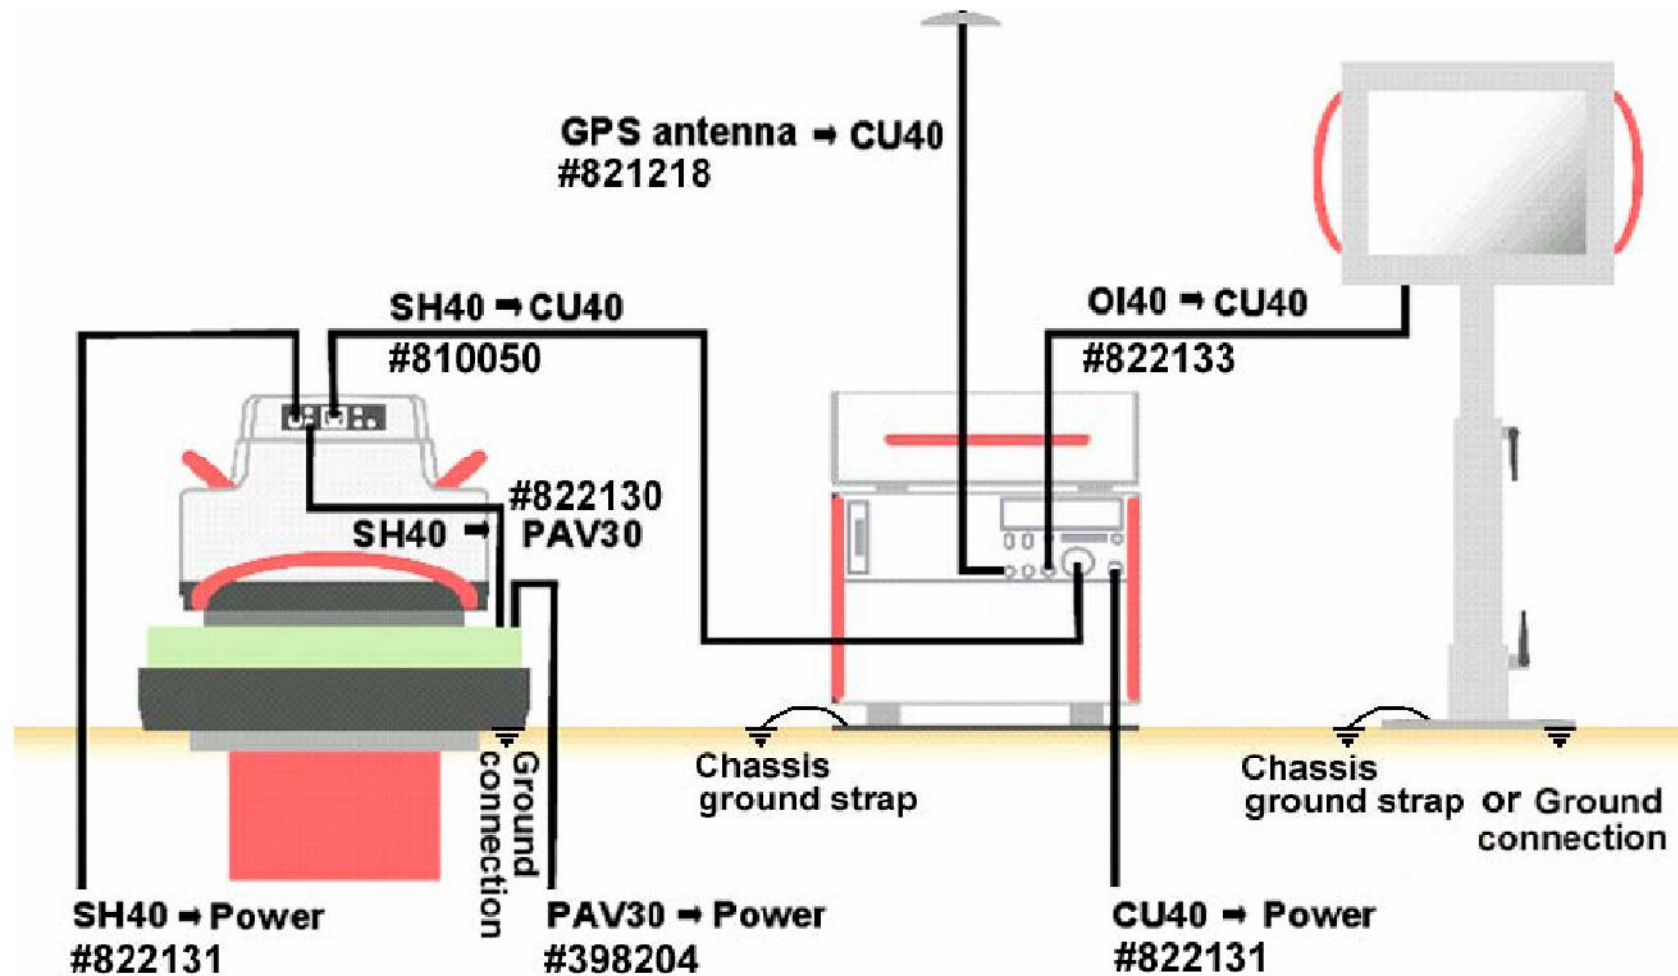 GPS antenna ➡ CU40
#821218
SH40 ➡ CU40
#810050
OI40 ➡ CU40
#822133
#822130
SH40 ➡ PAV30
Ground
connection
Chassis
ground strap
Chassis
ground strap or Ground
connection
SH40 ➡ Power
#822131
PAV30 ➡ Power
#398204
CU40 ➡ Power
#822131